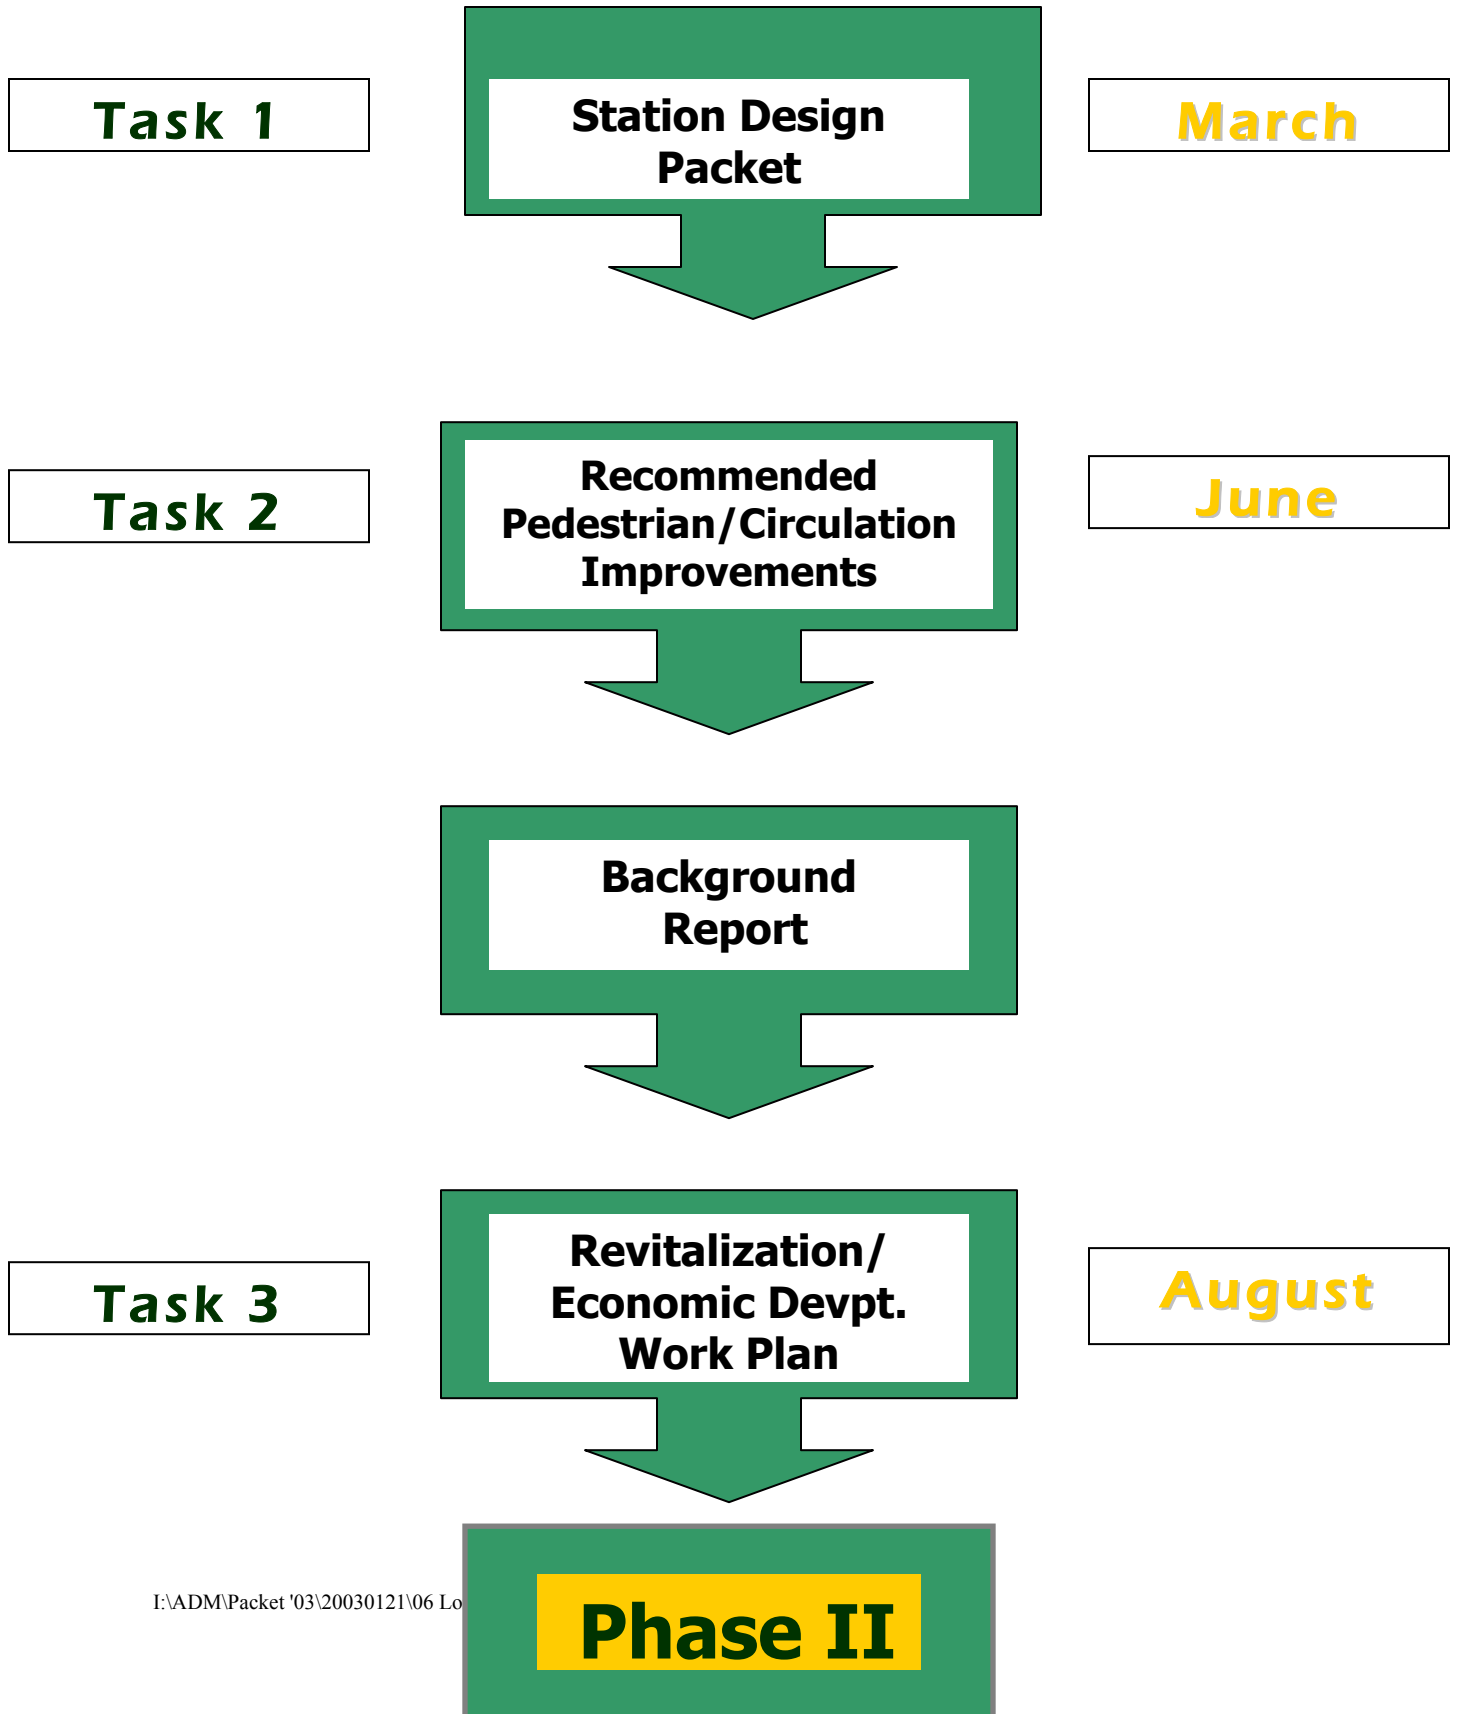 Task 1
Station Design
Packet
March
Task 2
Recommended
Pedestrian/Circulation
Improvements
June
Background
Report
Task 3
Revitalization/
Economic Devpt.
Work Plan
August
I:\ADM\Packet '03\20030121\06 Lo
Phase II